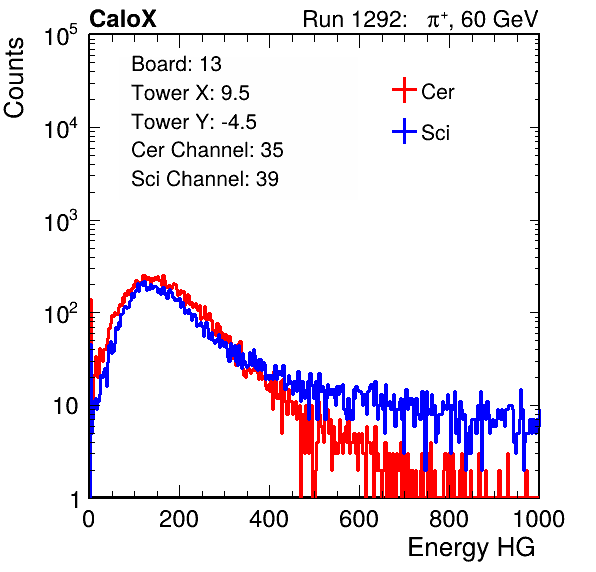 CaloX Run 1292: π⁺, 60 GeV
Counts
10⁵
10⁴
10³
10²
10
1
Board: 13
Tower X: 9.5
Tower Y: -4.5
Cer Channel: 35
Sci Channel: 39
Cer
Sci
0 200 400 600 800 1000
Energy HG